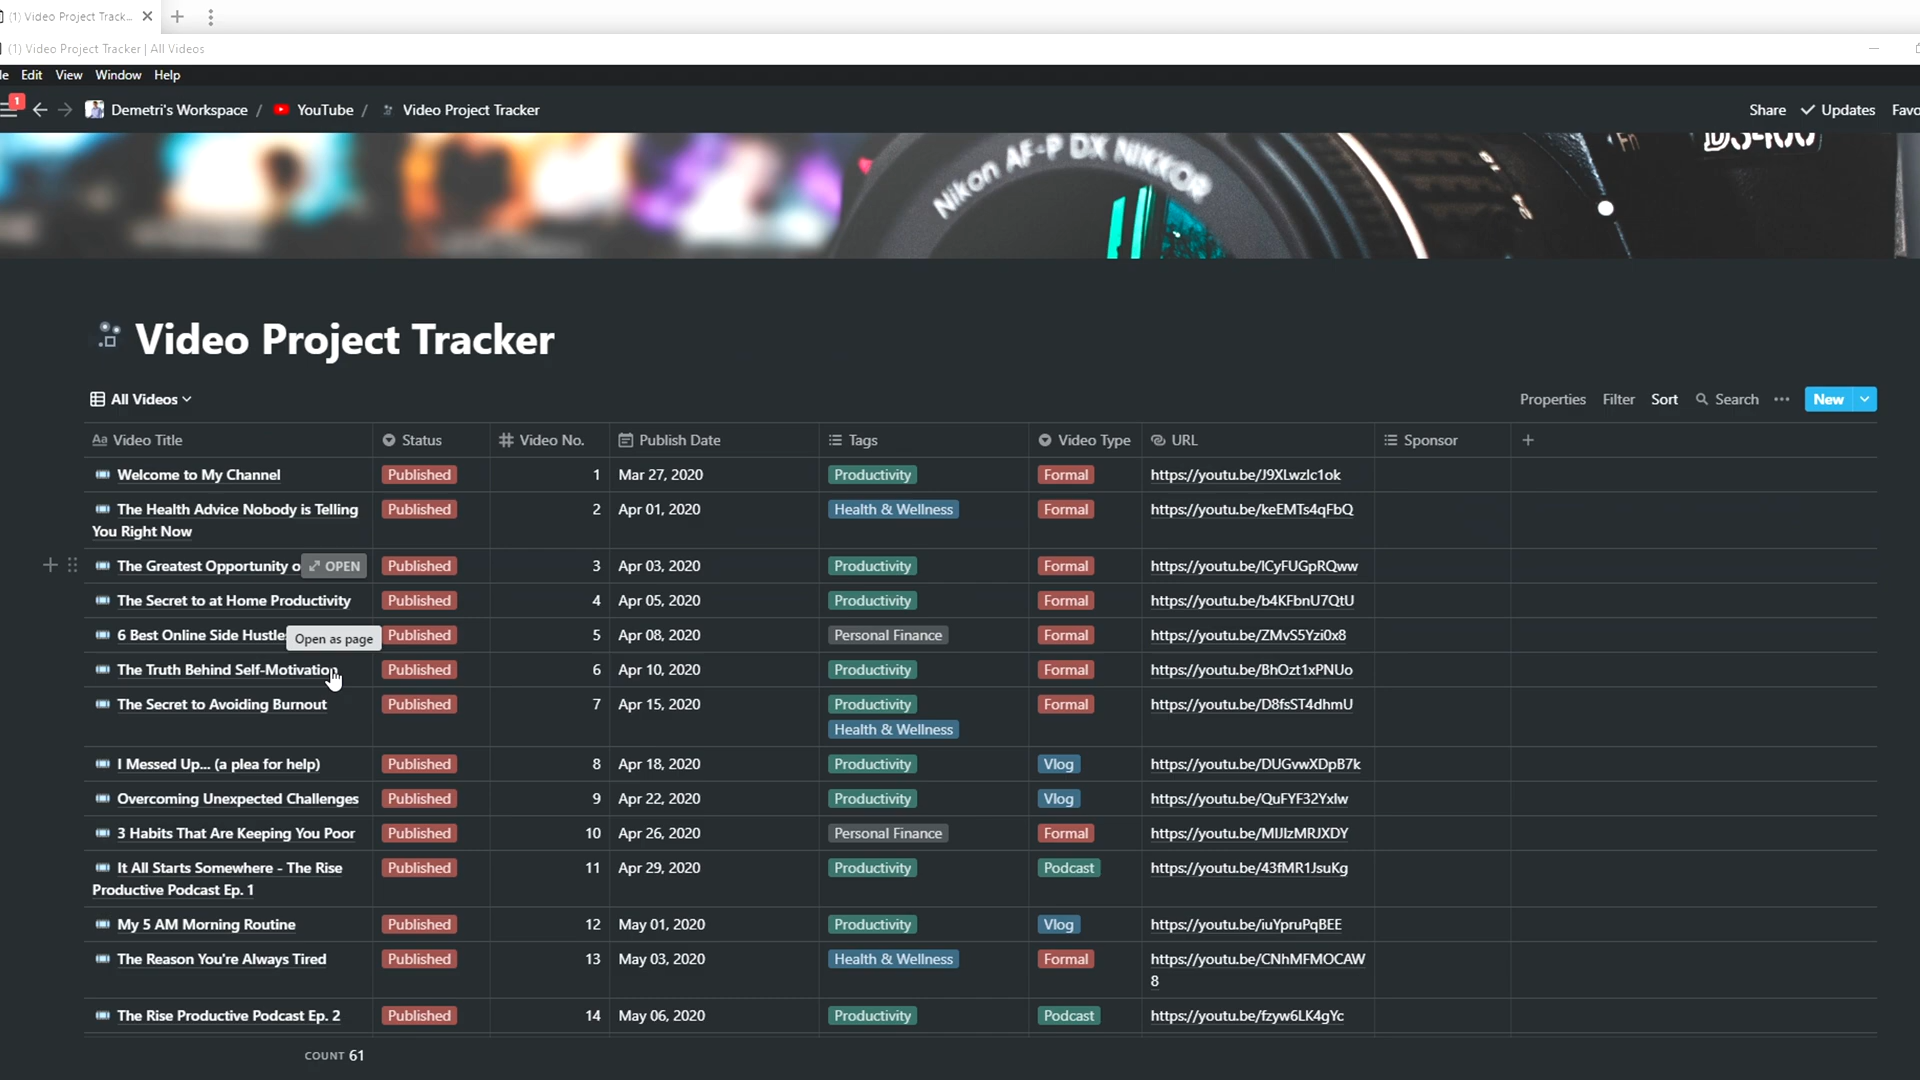 (1) Video Project Track...
(1) Video Project Tracker | All Videos
Edit View Window Help
1
Demetri's Workspace / YouTube / Video Project Tracker
Share Updates
Nikon AF-P DX NIKKOR
Fn
Video Project Tracker
All Videos
Properties Filter Sort Search ••• New
Aa Video Title Status # Video No. Publish Date Tags Video Type URL Sponsor +
Welcome to My Channel Published 1 Mar 27, 2020 Productivity Formal https://youtu.be/J9XLwzlc1ok
The Health Advice Nobody is Telling Published 2 Apr 01, 2020 Health & Wellness Formal https://youtu.be/keEMTs4qFbQ
You Right Now
The Greatest Opportunity o OPEN Published 3 Apr 03, 2020 Productivity Formal https://youtu.be/lCyFUGpRQww
The Secret to at Home Productivity Published 4 Apr 05, 2020 Productivity Formal https://youtu.be/b4KFbnU7QtU
6 Best Online Side Hustle Open as page Published 5 Apr 08, 2020 Personal Finance Formal https://youtu.be/ZMvS5Yzi0x8
The Truth Behind Self-Motivation Published 6 Apr 10, 2020 Productivity Formal https://youtu.be/BhOzt1xPNUo
The Secret to Avoiding Burnout Published 7 Apr 15, 2020 Productivity Formal https://youtu.be/D8fsST4dhmU
Health & Wellness
I Messed Up... (a plea for help) Published 8 Apr 18, 2020 Productivity Vlog https://youtu.be/DUGvwXDpB7k
Overcoming Unexpected Challenges Published 9 Apr 22, 2020 Productivity Vlog https://youtu.be/QuFYF32Yxlw
3 Habits That Are Keeping You Poor Published 10 Apr 26, 2020 Personal Finance Formal https://youtu.be/MIJlzMRJXDY
It All Starts Somewhere - The Rise Published 11 Apr 29, 2020 Productivity Podcast https://youtu.be/43fMR1JsuKg
Productive Podcast Ep. 1
My 5 AM Morning Routine Published 12 May 01, 2020 Productivity Vlog https://youtu.be/iuYpruPqBEE
The Reason You're Always Tired Published 13 May 03, 2020 Health & Wellness Formal https://youtu.be/CNhMFMOCAW
8
The Rise Productive Podcast Ep. 2 Published 14 May 06, 2020 Productivity Podcast https://youtu.be/fzyw6LK4gYc
COUNT 61